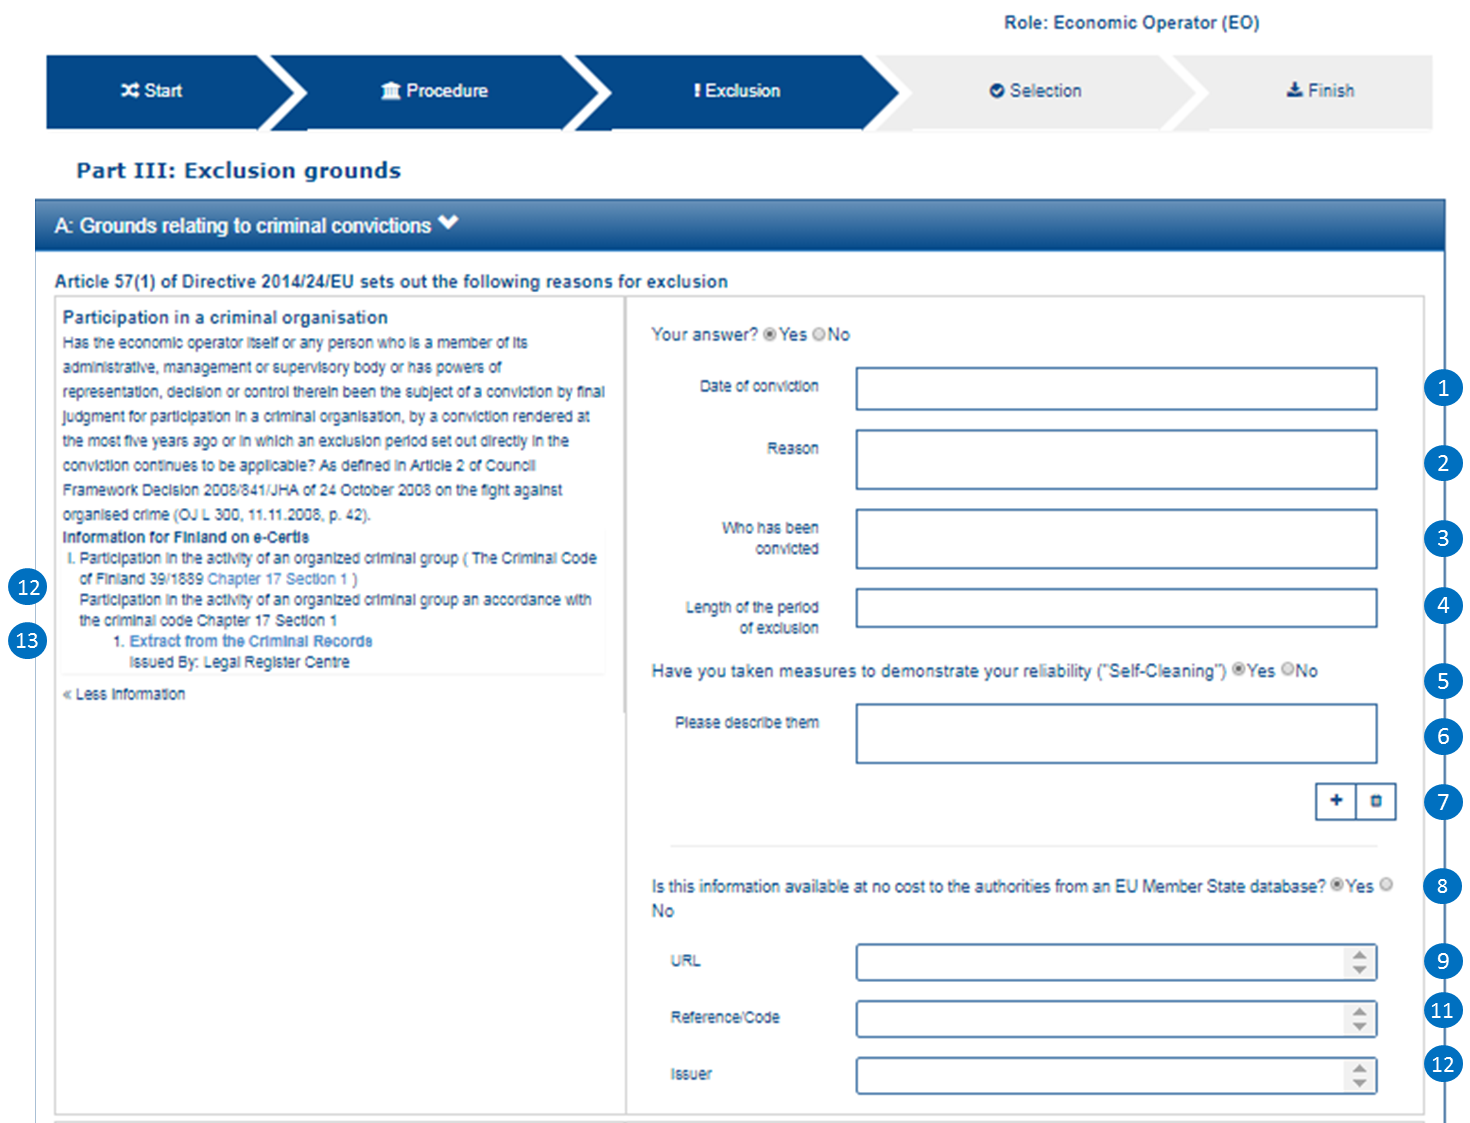 Role: Economic Operator (EO)
Start
Procedure
Exclusion
Selection
Finish
Part III: Exclusion grounds
A: Grounds relating to criminal convictions
Article 57(1) of Directive 2014/24/EU sets out the following reasons for exclusion
Participation in a criminal organisation
Has the economic operator itself or any person who is a member of its
administrative, management or supervisory body or has powers of
representation, decision or control therein been the subject of a conviction by final
judgment for participation in a criminal organisation, by a conviction rendered at
the most five years ago or in which an exclusion period set out directly in the
conviction continues to be applicable? As defined in Article 2 of Council
Framework Decision 2008/841/JHA of 24 October 2008 on the fight against
organised crime (OJ L 300, 11.11.2008, p. 42).
Information for Finland on e-Certis
I. Participation in the activity of an organized criminal group ( The Criminal Code
of Finland 39/1889 Chapter 17 Section 1 )
12
Participation in the activity of an organized criminal group an accordance with
the criminal code Chapter 17 Section 1
13
1. Extract from the Criminal Records
Issued By: Legal Register Centre
« Less Information
Your answer? Yes No
Date of conviction
1
Reason
2
Who has been
convicted
3
Length of the period
of exclusion
4
Have you taken measures to demonstrate your reliability ("Self-Cleaning") Yes No
5
Please describe them
6
7
Is this information available at no cost to the authorities from an EU Member State database? Yes
No
8
URL
9
Reference/Code
11
Issuer
12